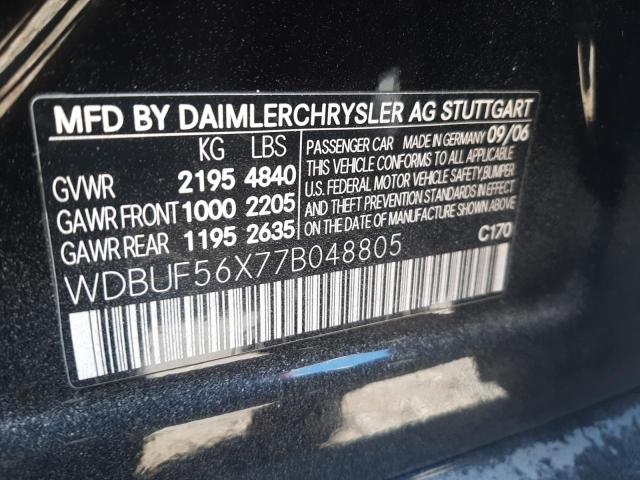 MFD BY DAIMLERCHRYSLER AG STUTTGART
KG LBS
GVWR 2195 4840
GAWR FRONT 1000 2205
GAWR REAR 1195 2635
PASSENGER CAR MADE IN GERMANY 09/06
THIS VEHICLE CONFORMS TO ALL APPLICABLE
U.S. FEDERAL MOTOR VEHICLE SAFETY,BUMPER
AND THEFT PREVENTION STANDARDS IN EFFECT
ON THE DATE OF MANUFACTURE SHOWN ABOVE
C170
WDBUF56X77B048805